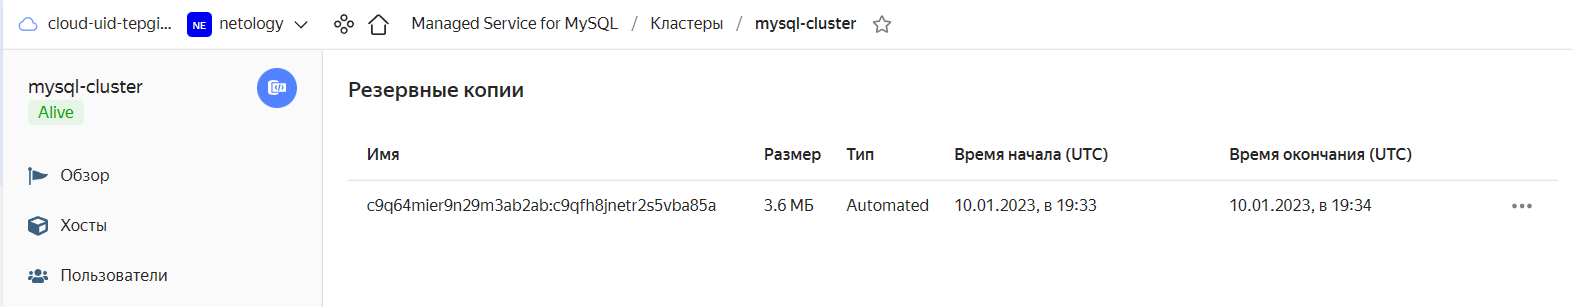 cloud-uid-tepgi... NE netology Managed Service for MySQL / Кластеры / mysql-cluster
mysql-cluster
Alive
Обзор
Хосты
Пользователи
Резервные копии
Имя Размер Тип Время начала (UTC) Время окончания (UTC)
c9q64mier9n29m3ab2ab:c9qfh8jnetr2s5vba85a 3.6 МБ Automated 10.01.2023, в 19:33 10.01.2023, в 19:34